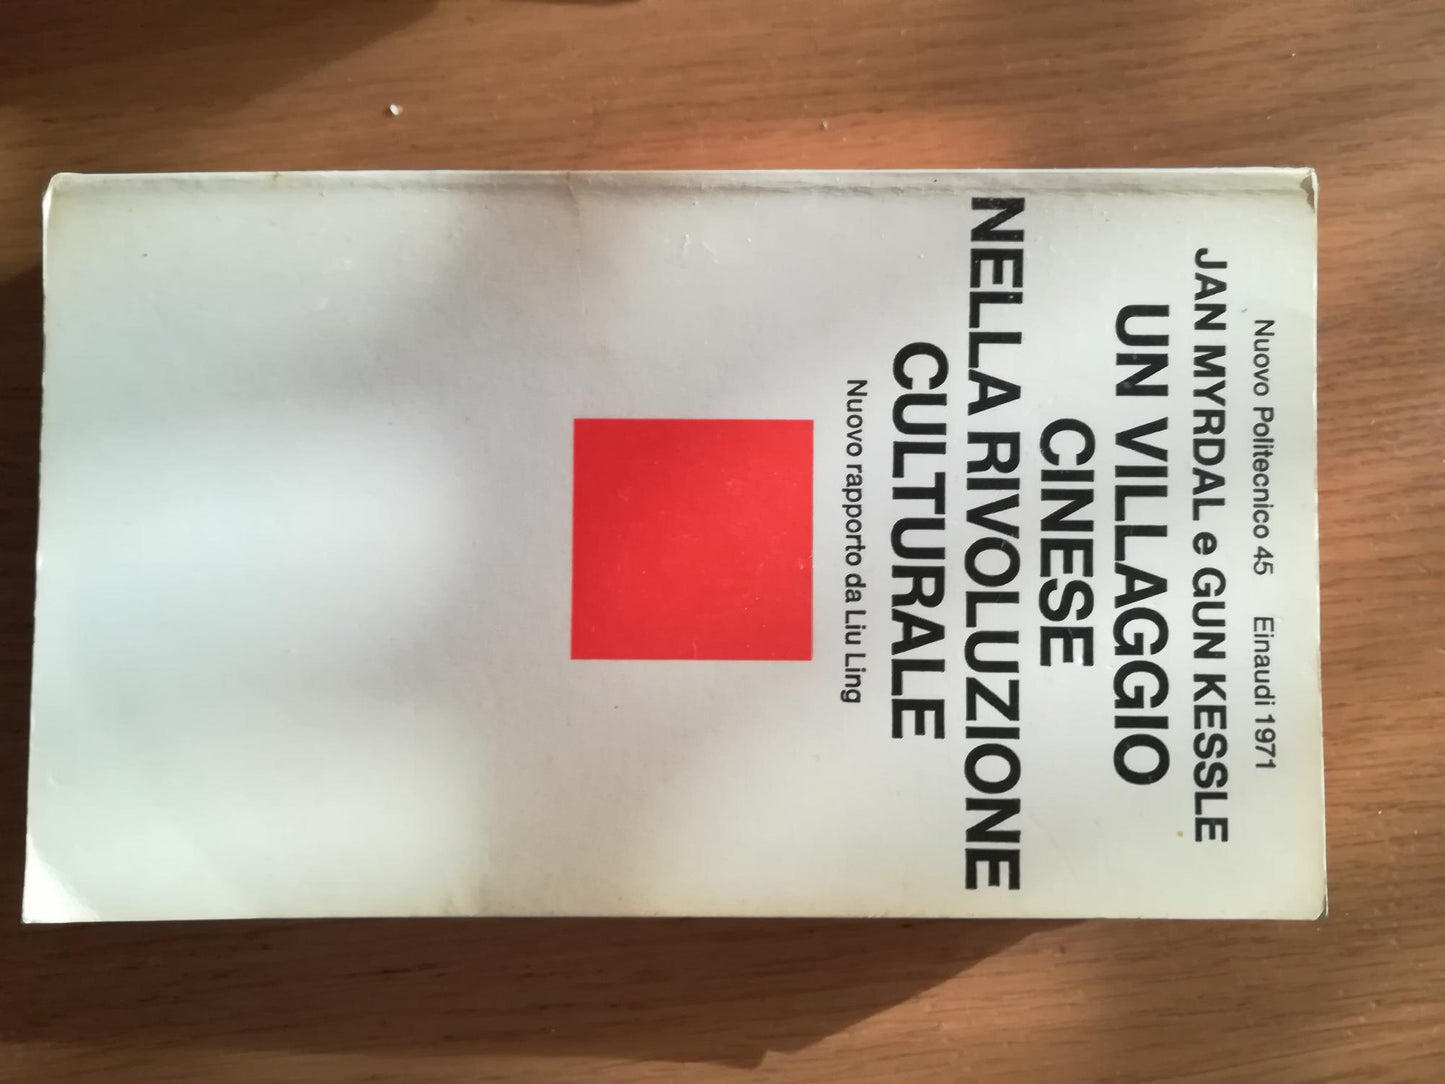 Nuovo Politecnico 45 Einaudi 1971
JAN MYRDAL e GUN KESSLE
UN VILLAGGIO
CINESE
NELLA RIVOLUZIONE
CULTURALE
Nuovo rapporto da Liu Ling